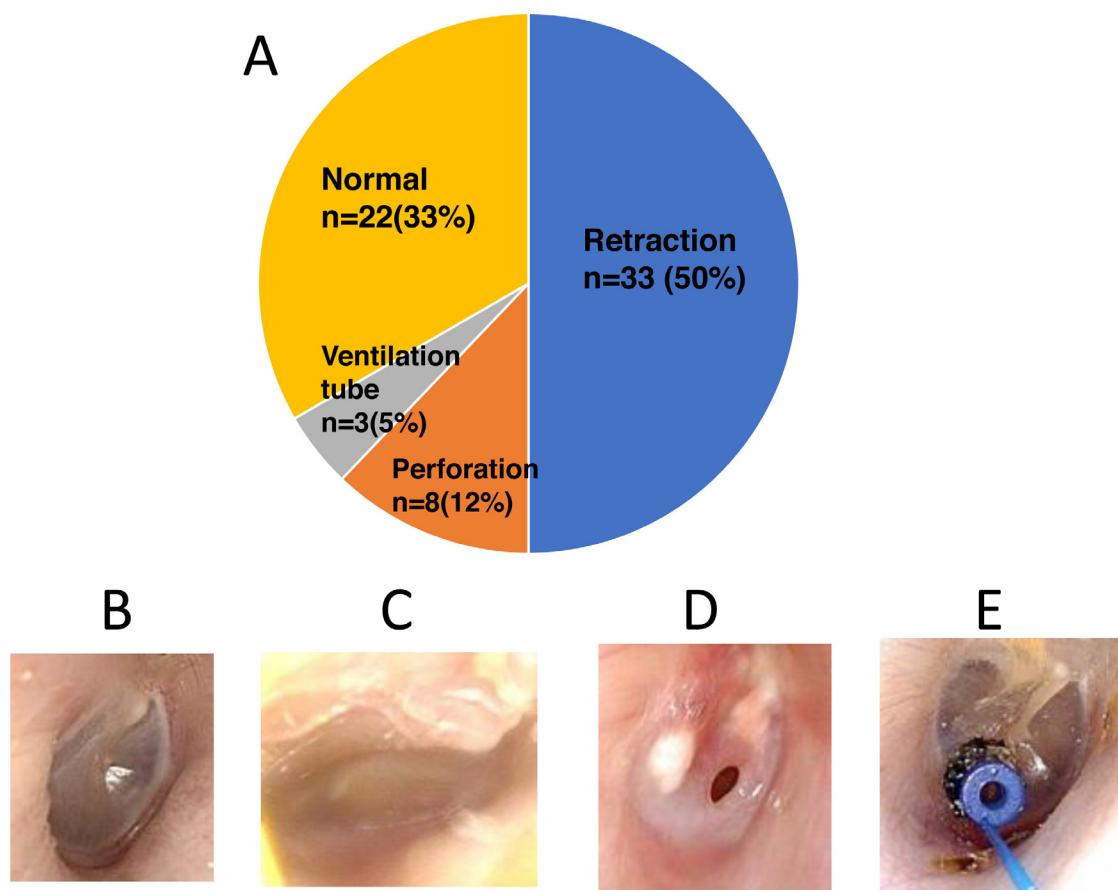 A
Normal
n=22(33%)
Retraction
n=33 (50%)
Ventilation
tube
n=3(5%)
Perforation
n=8(12%)
B
C
D
E